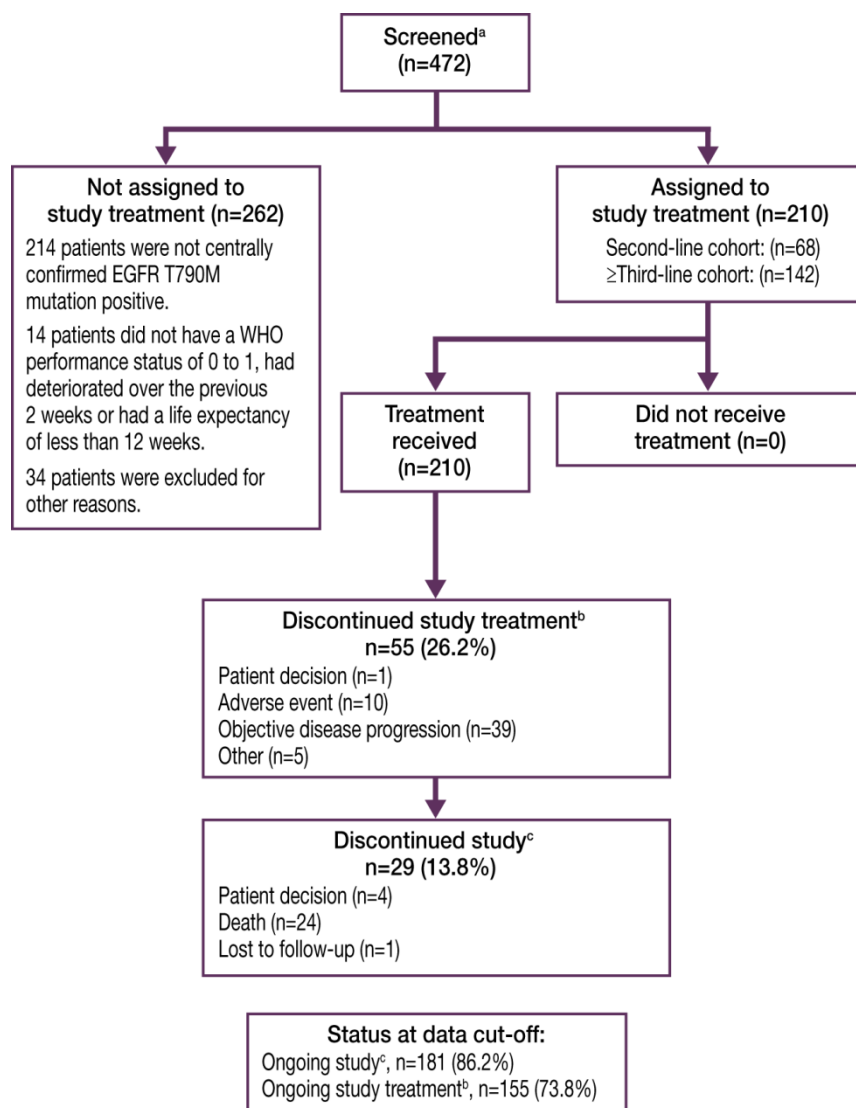 Screenedᵃ
(n=472)
Not assigned to
study treatment (n=262)
214 patients were not centrally
confirmed EGFR T790M
mutation positive.
14 patients did not have a WHO
performance status of 0 to 1, had
deteriorated over the previous
2 weeks or had a life expectancy
of less than 12 weeks.
34 patients were excluded for
other reasons.
Assigned to
study treatment (n=210)
Second-line cohort: (n=68)
≥Third-line cohort: (n=142)
Treatment
received
(n=210)
Did not receive
treatment (n=0)
Discontinued study treatmentᵇ
n=55 (26.2%)
Patient decision (n=1)
Adverse event (n=10)
Objective disease progression (n=39)
Other (n=5)
Discontinued studyᶜ
n=29 (13.8%)
Patient decision (n=4)
Death (n=24)
Lost to follow-up (n=1)
Status at data cut-off:
Ongoing studyᶜ, n=181 (86.2%)
Ongoing study treatmentᵇ, n=155 (73.8%)